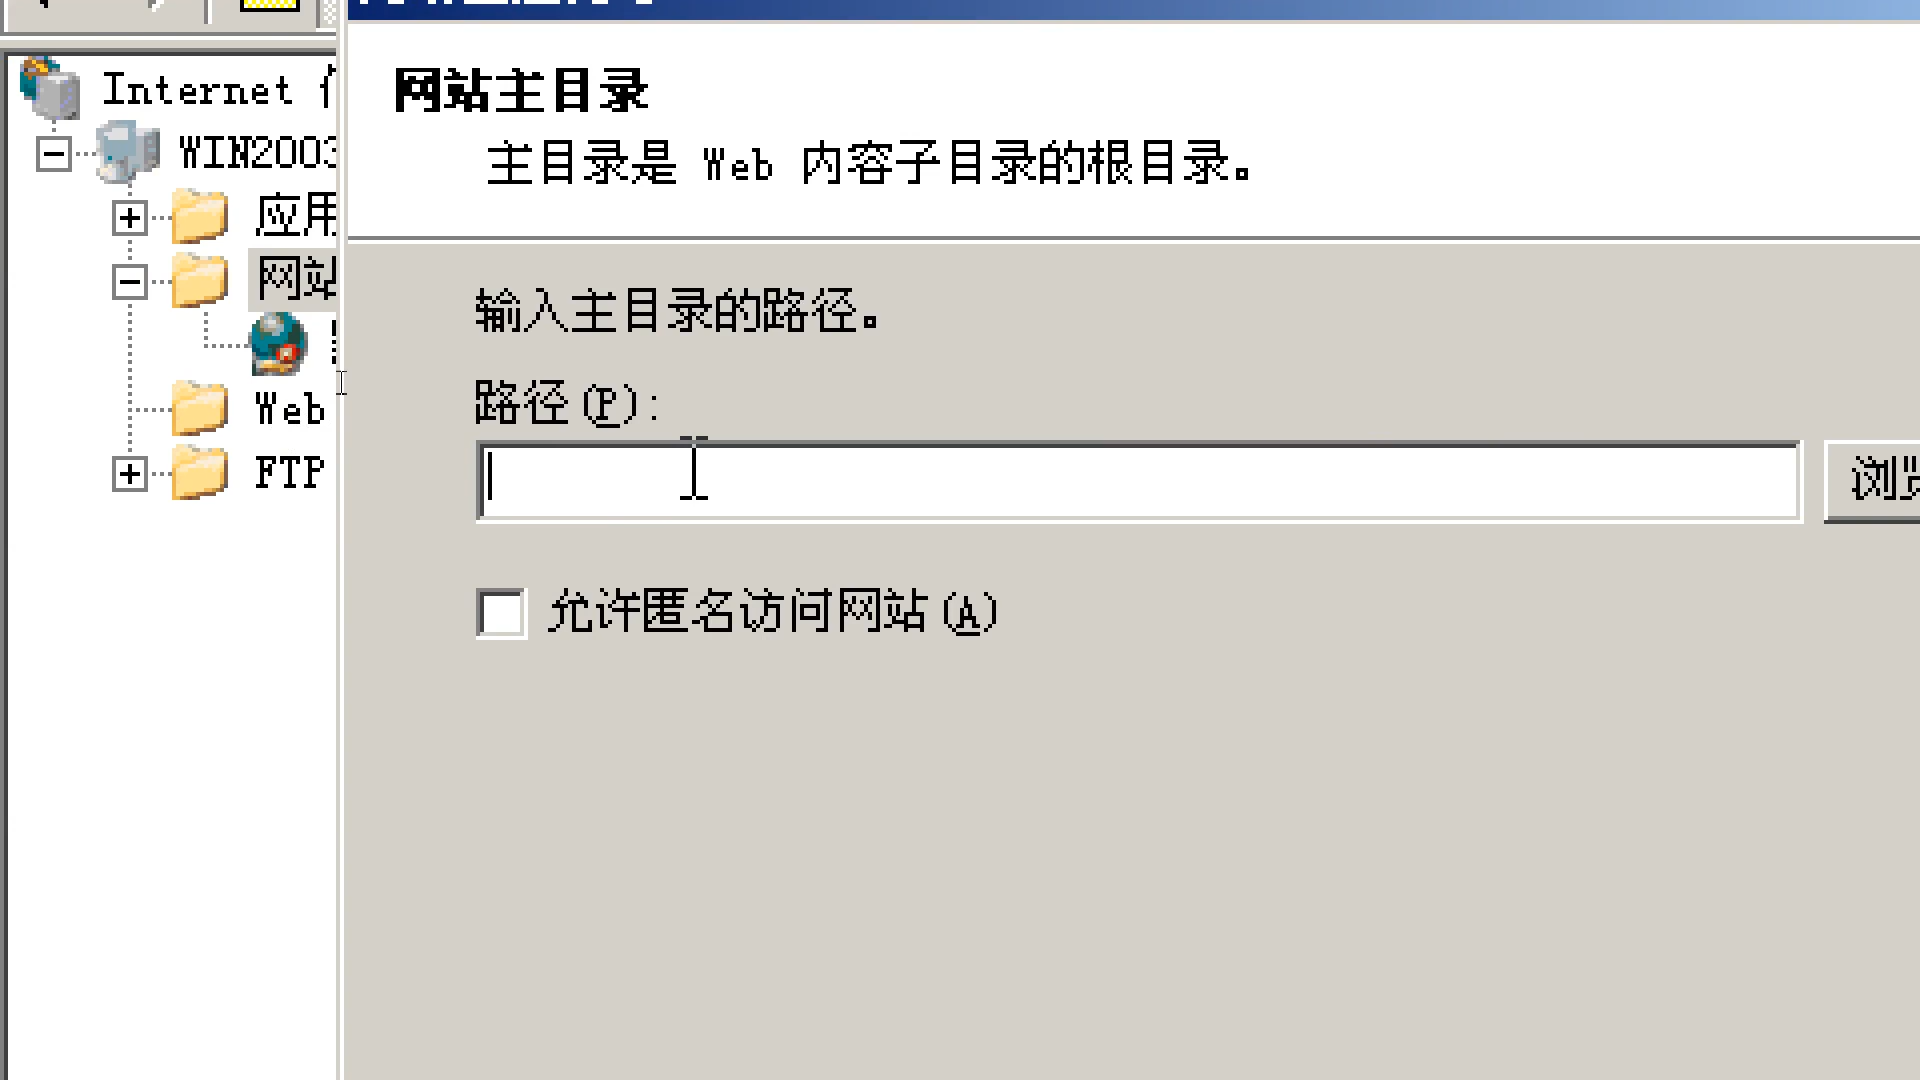 Internet
WIN2003
应用
网站
Web
FTP
网站主目录
主目录是 Web 内容子目录的根目录。
输入主目录的路径。
路径(P):
浏览
允许匿名访问网站(A)